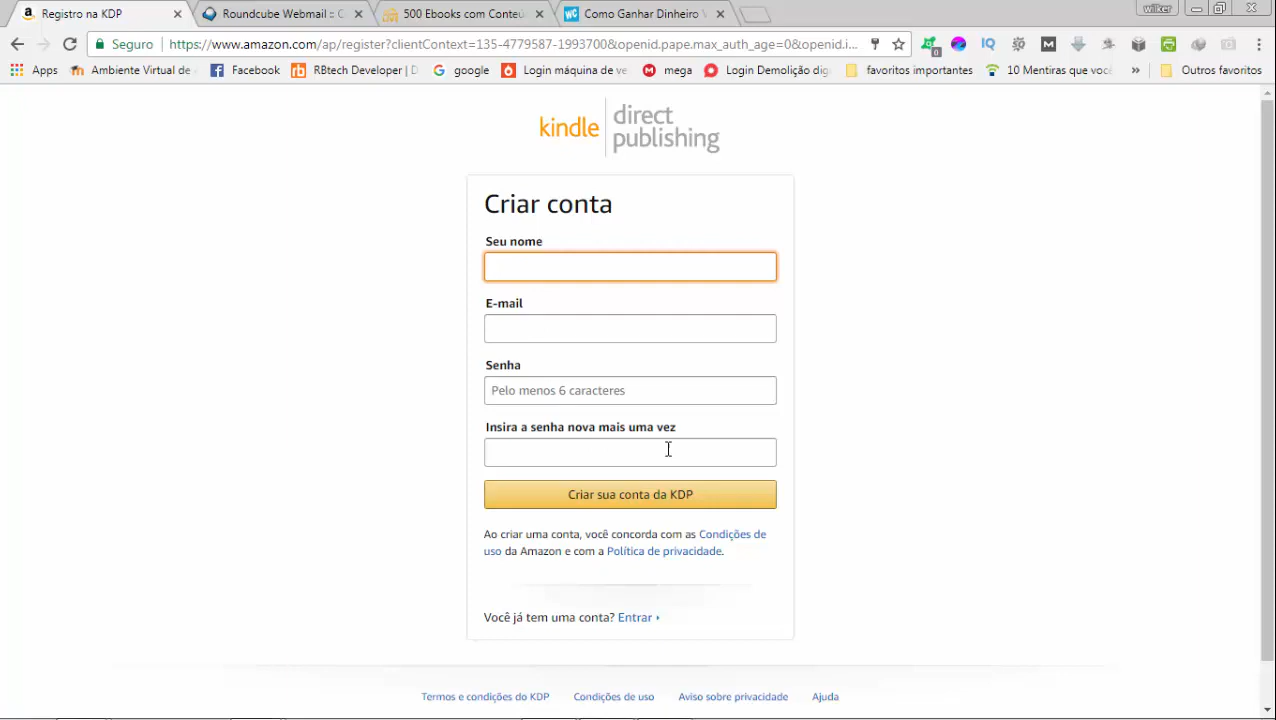 Registro na KDP
Roundcube Webmail :: C
500 Ebooks com Conteú
Como Ganhar Dinheiro
wilker
Seguro
https://www.amazon.com/ap/register?clientContext=135-4779587-1993700&openid.pape.max_auth_age=0&openid.i...
Apps
Ambiente Virtual de
Facebook
RBtech Developer | D
google
Login máquina de ve
mega
Login Demolição dig
favoritos importantes
10 Mentiras que você
Outros favoritos
kindle direct
publishing
Criar conta
Seu nome
E-mail
Senha
Pelo menos 6 caracteres
Insira a senha nova mais uma vez
Criar sua conta da KDP
Ao criar uma conta, você concorda com as Condições de
uso da Amazon e com a Política de privacidade.
Você já tem uma conta? Entrar
Termos e condições do KDP
Condições de uso
Aviso sobre privacidade
Ajuda